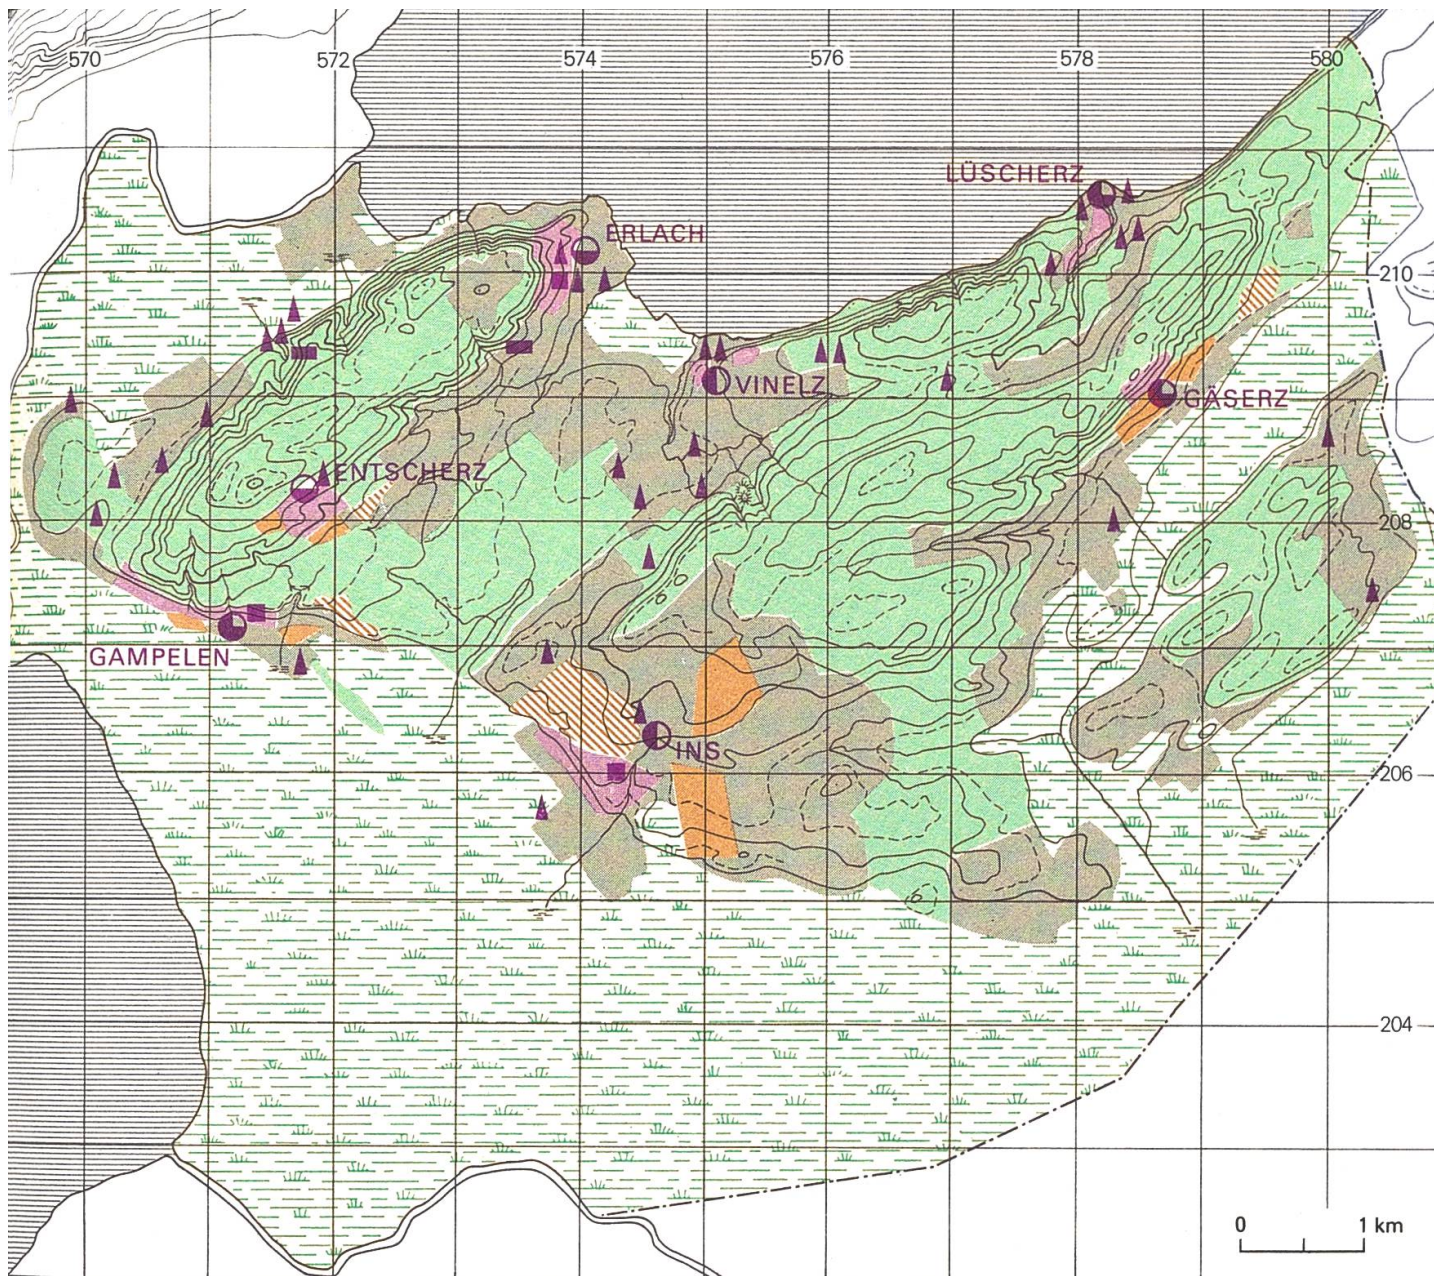 570 572 574 576 578 580
LÜSCHERZ
ERLACH
210
VINELZ
GÄSERZ
ENTSCHERZ
208
GAMPELEN
INS
206
204
0 1 km